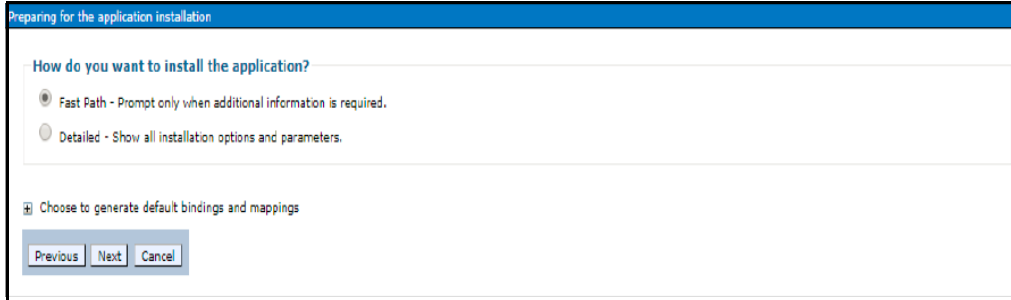 Preparing for the application installation
How do you want to install the application?
Fast Path - Prompt only when additional information is required.
Detailed - Show all installation options and parameters.
Choose to generate default bindings and mappings
Previous Next Cancel